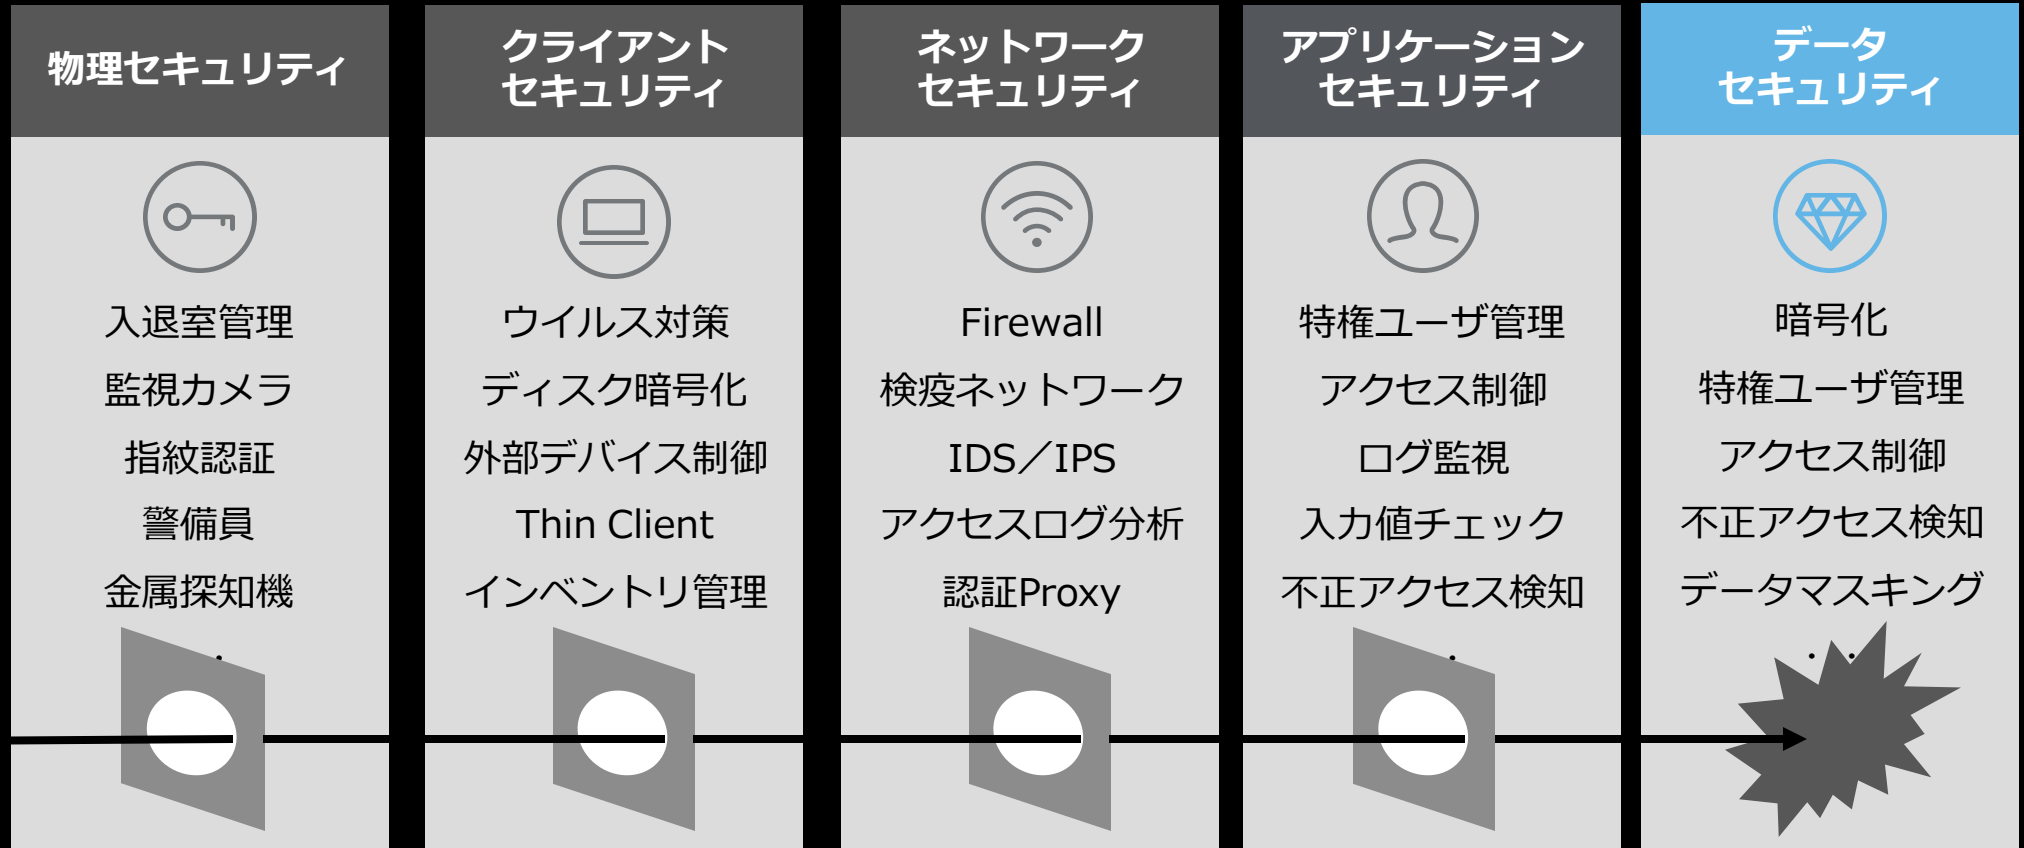 物理セキュリティ
入退室管理
監視カメラ
指紋認証
警備員
金属探知機
クライアント
セキュリティ
ウイルス対策
ディスク暗号化
外部デバイス制御
Thin Client
インベントリ管理
ネットワーク
セキュリティ
Firewall
検疫ネットワーク
IDS／IPS
アクセスログ分析
認証Proxy
アプリケーション
セキュリティ
特権ユーザ管理
アクセス制御
ログ監視
入力値チェック
不正アクセス検知
データ
セキュリティ
暗号化
特権ユーザ管理
アクセス制御
不正アクセス検知
データマスキング